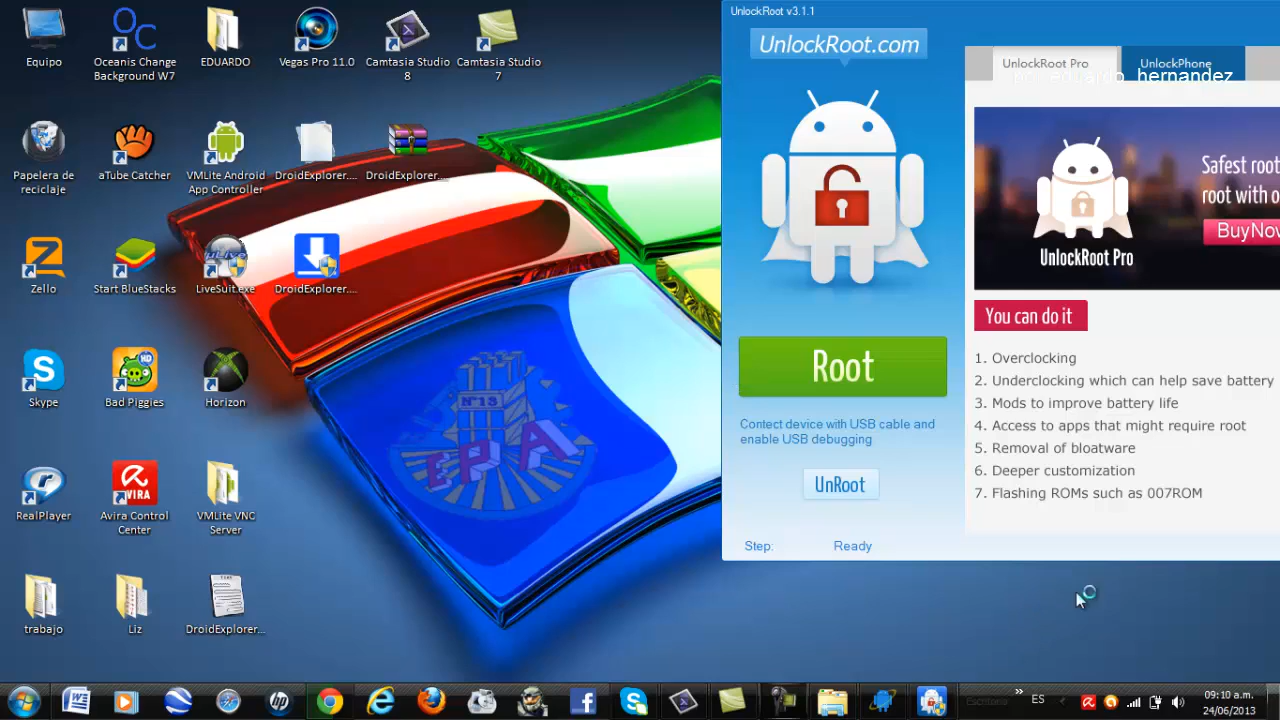 Equipo
Oceanis Change
Background W7
EDUARDO
Vegas Pro 11.0
Camtasia Studio
8
Camtasia Studio
7
Papelera de
reciclaje
aTube Catcher
VMLite Android
App Controller
DroidExplorer....
DroidExplorer....
Zello
Start BlueStacks
LiveSuit.exe
DroidExplorer....
Skype
Bad Piggies
Horizon
RealPlayer
Avira Control
Center
VMLite VNC
Server
trabajo
Liz
DroidExplorer...
Nº13
EPA
UnlockRoot v3.1.1
UnlockRoot.com
UnlockRoot Pro
UnlockPhone
hernandez
UnlockRoot Pro
Safest root
root with o
BuyNow
You can do it
1. Overclocking
2. Underclocking which can help save battery
3. Mods to improve battery life
4. Access to apps that might require root
5. Removal of bloatware
6. Deeper customization
7. Flashing ROMs such as 007ROM
Root
Contect device with USB cable and
enable USB debugging
UnRoot
Step: Ready
Escritorio
ES
09:10 a.m.
24/06/2013